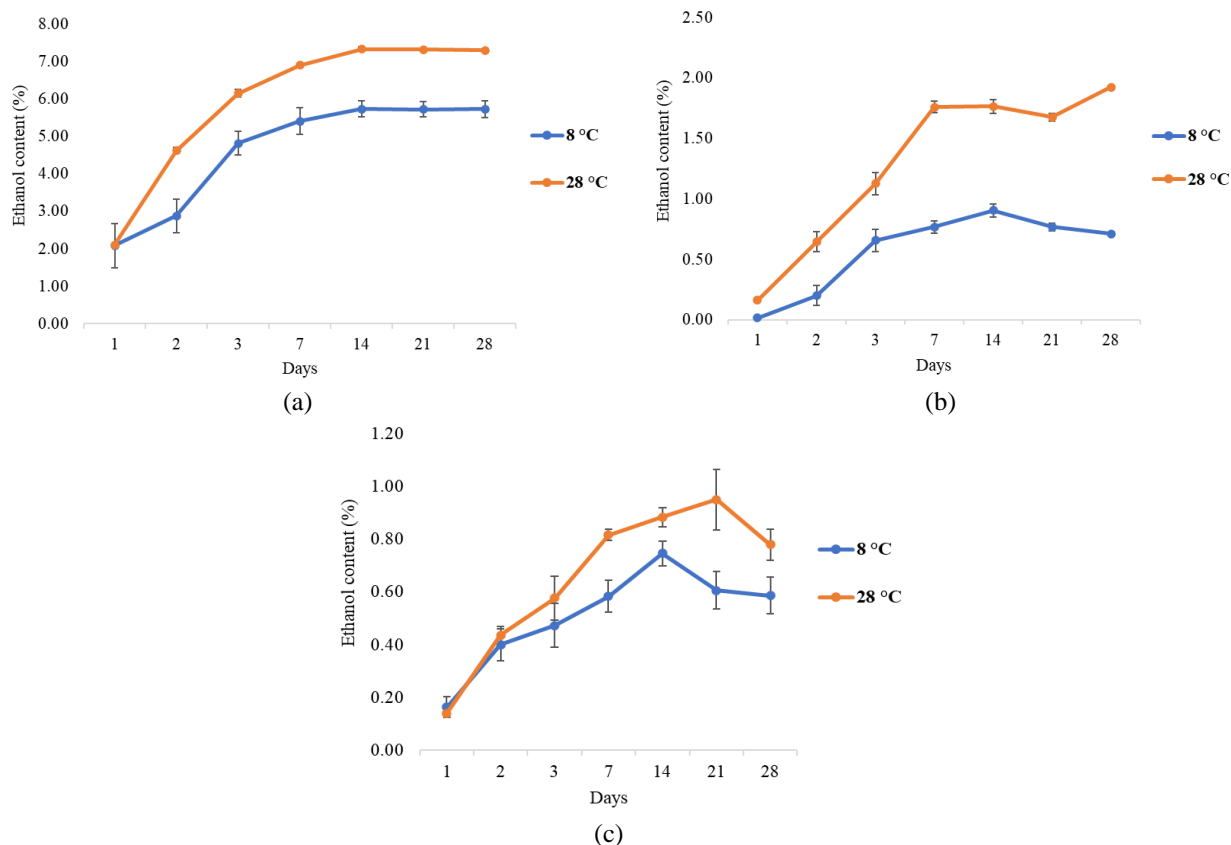 8.00
7.00
6.00
5.00
4.00
3.00
2.00
1.00
0.00
Ethanol content (%)
1 2 3 7 14 21 28
Days
8 °C
28 °C
(a)
2.50
2.00
1.50
1.00
0.50
0.00
Ethanol content (%)
1 2 3 7 14 21 28
Days
8 °C
28 °C
(b)
1.20
1.00
0.80
0.60
0.40
0.20
0.00
Ethanol content (%)
1 2 3 7 14 21 28
Days
8 °C
28 °C
(c)